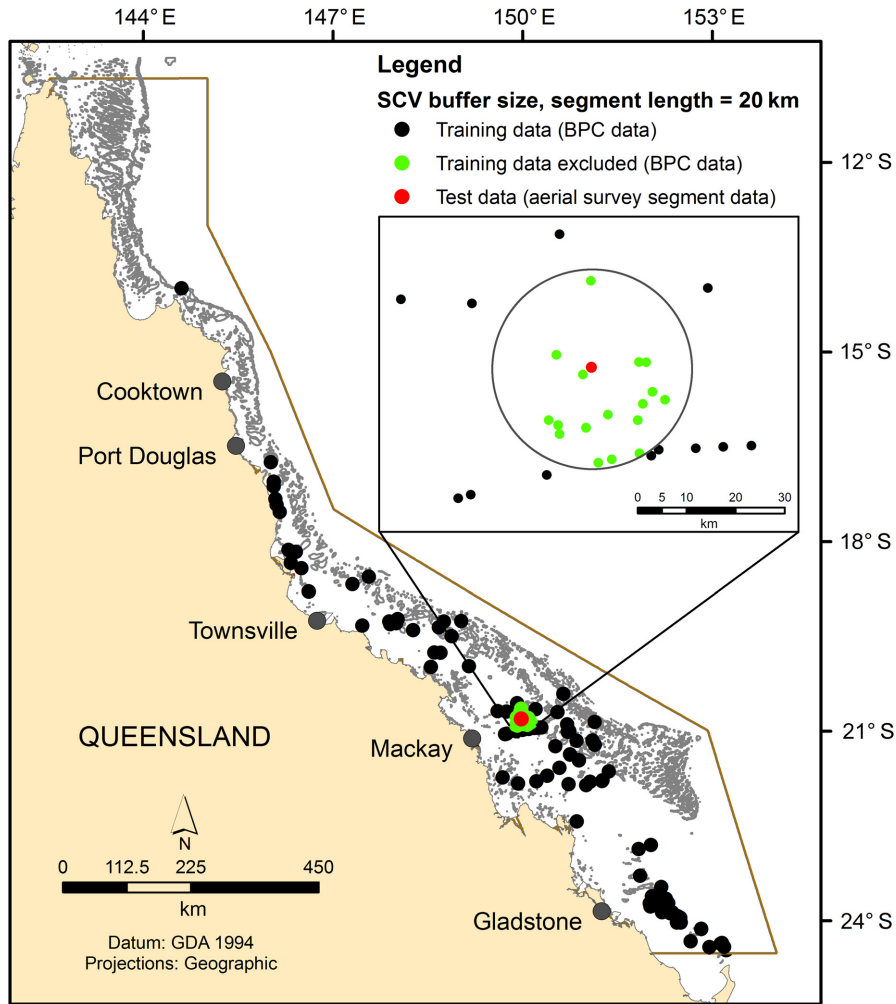 144° E 147° E 150° E 153° E
Legend
SCV buffer size, segment length = 20 km
Training data (BPC data)
Training data excluded (BPC data)
Test data (aerial survey segment data)
12° S
15° S
18° S
21° S
24° S
0 5 10 20 30
km
Cooktown
Port Douglas
Townsville
Mackay
Gladstone
QUEENSLAND
N
0 112.5 225 450
km
Datum: GDA 1994
Projections: Geographic